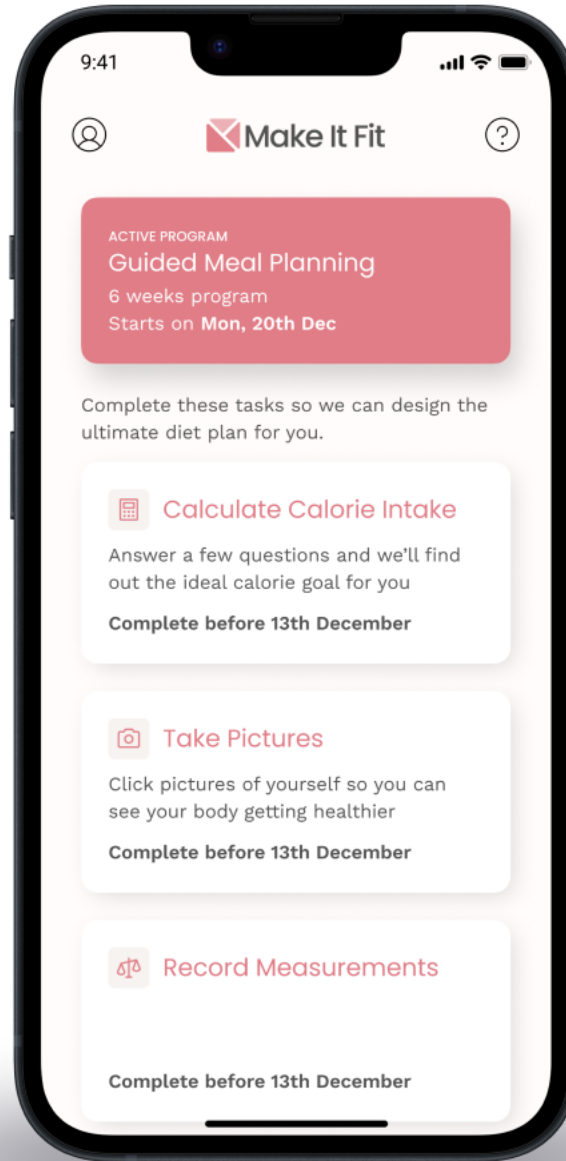 9:41
Make It Fit
?
ACTIVE PROGRAM
Guided Meal Planning
6 weeks program
Starts on Mon, 20th Dec
Complete these tasks so we can design the
ultimate diet plan for you.
Calculate Calorie Intake
Answer a few questions and we’ll find
out the ideal calorie goal for you
Complete before 13th December
Take Pictures
Click pictures of yourself so you can
see your body getting healthier
Complete before 13th December
Record Measurements
Complete before 13th December